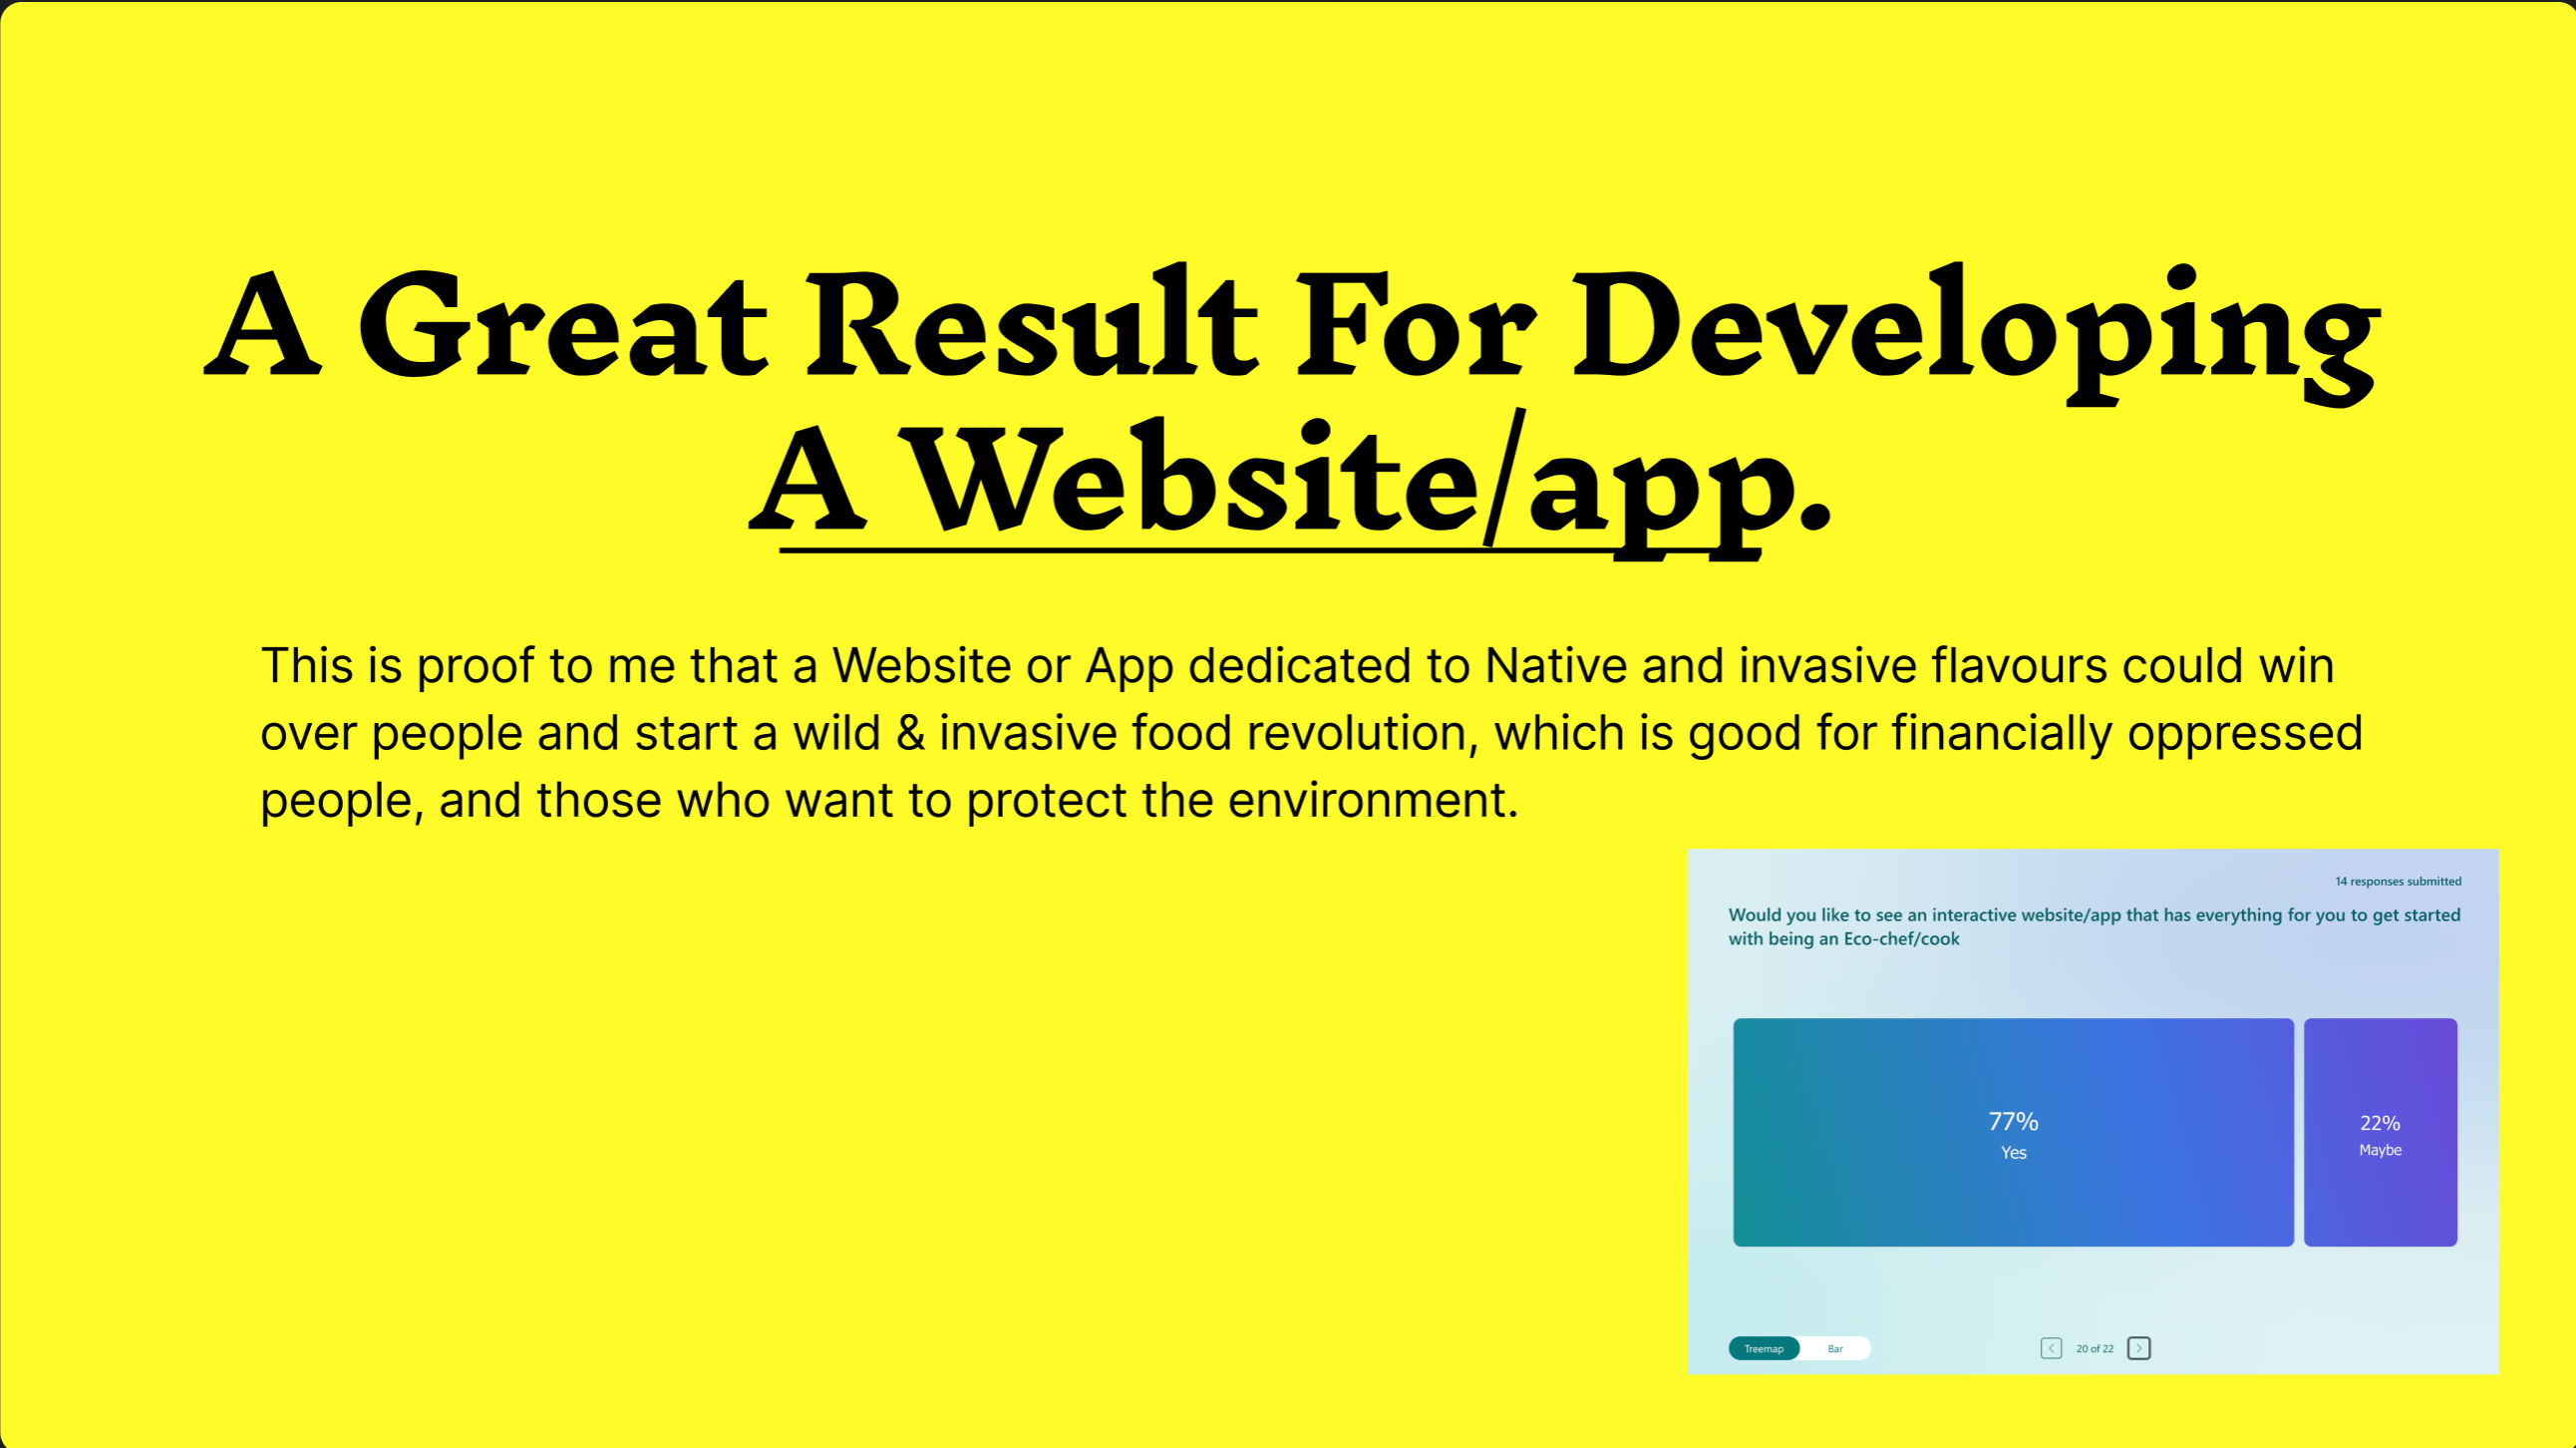 A Great Result For Developing
A Website/app.
This is proof to me that a Website or App dedicated to Native and invasive flavours could win
over people and start a wild & invasive food revolution, which is good for financially oppressed
people, and those who want to protect the environment.
14 responses submitted
Would you like to see an interactive website/app that has everything for you to get started
with being an Eco-chef/cook
77%
Yes
22%
Maybe
Treemap
Bar
20 of 22